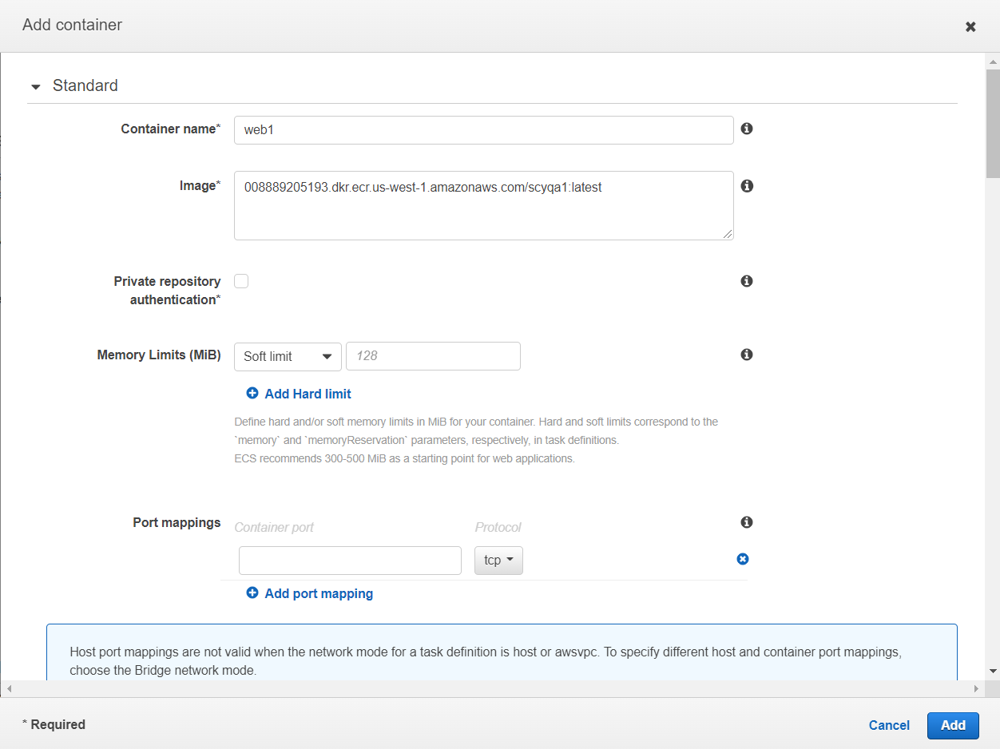 Add container
Standard
Container name*
web1
Image*
008889205193.dkr.ecr.us-west-1.amazonaws.com/scyqa1:latest
Private repository
authentication*
Memory Limits (MiB)
Soft limit
128
Add Hard limit
Define hard and/or soft memory limits in MiB for your container. Hard and soft limits correspond to the
`memory` and `memoryReservation` parameters, respectively, in task definitions.
ECS recommends 300-500 MiB as a starting point for web applications.
Port mappings
Container port
Protocol
tcp
Add port mapping
Host port mappings are not valid when the network mode for a task definition is host or awsvpc. To specify different host and container port mappings,
choose the Bridge network mode.
* Required
Cancel
Add